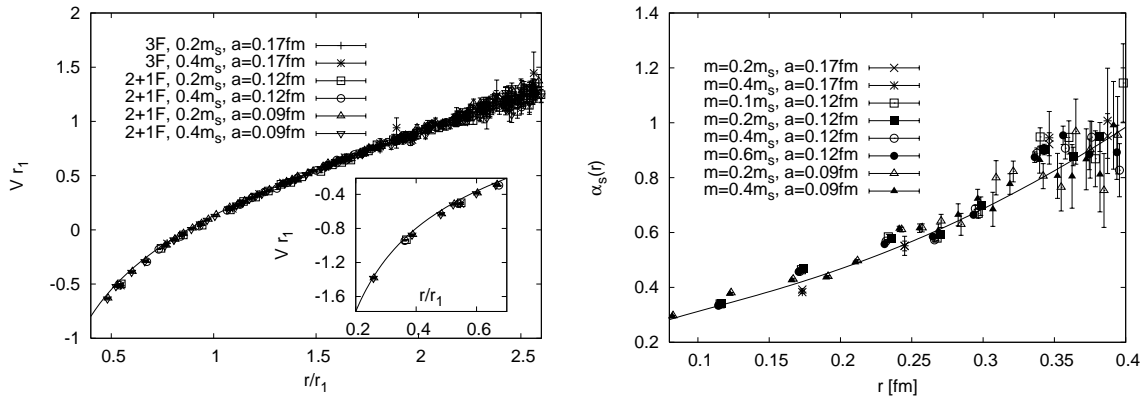 2
1.5
1
0.5
0
-0.5
-1
V r1
3F, 0.2ms, a=0.17fm
3F, 0.4ms, a=0.17fm
2+1F, 0.2ms, a=0.12fm
2+1F, 0.4ms, a=0.12fm
2+1F, 0.2ms, a=0.09fm
2+1F, 0.4ms, a=0.09fm
-0.4
-0.8
-1.2
-1.6
V r1
r/r1
0.2 0.4 0.6
0.5 1 1.5 2 2.5
r/r1
1.4
1.2
1.0
0.8
0.6
0.4
0.2
αs(r)
m=0.2ms, a=0.17fm
m=0.4ms, a=0.17fm
m=0.1ms, a=0.12fm
m=0.2ms, a=0.12fm
m=0.4ms, a=0.12fm
m=0.6ms, a=0.12fm
m=0.2ms, a=0.09fm
m=0.4ms, a=0.09fm
0.1 0.15 0.2 0.25 0.3 0.35 0.4
r [fm]